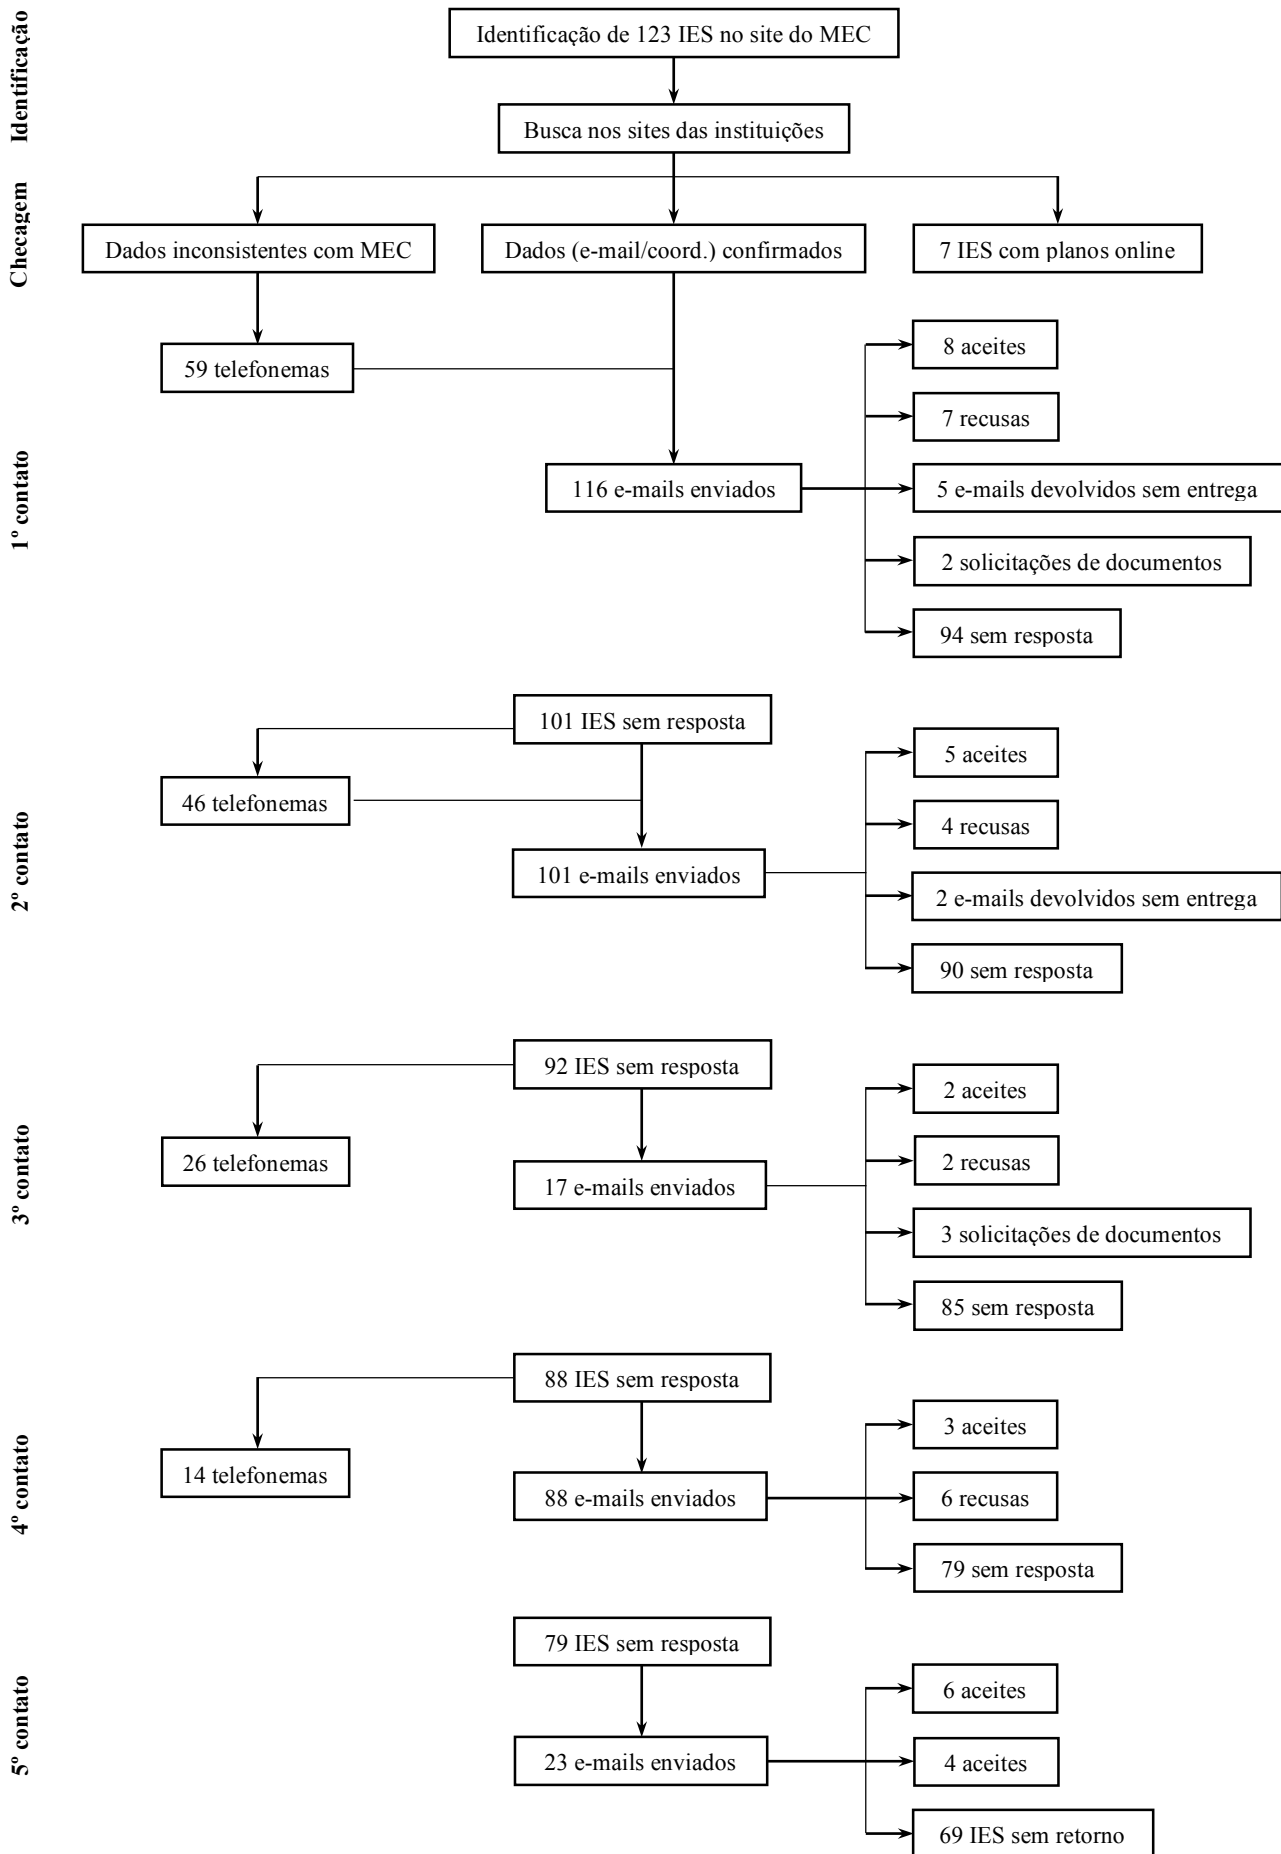 Identificação
Identificação de 123 IES no site do MEC
Busca nos sites das instituições
Checagem
Dados inconsistentes com MEC
Dados (e-mail/coord.) confirmados
7 IES com planos online
1º contato
59 telefonemas
116 e-mails enviados
8 aceites
7 recusas
5 e-mails devolvidos sem entrega
2 solicitações de documentos
94 sem resposta
2º contato
101 IES sem resposta
46 telefonemas
101 e-mails enviados
5 aceites
4 recusas
2 e-mails devolvidos sem entrega
90 sem resposta
3º contato
92 IES sem resposta
26 telefonemas
17 e-mails enviados
2 aceites
2 recusas
3 solicitações de documentos
85 sem resposta
4º contato
88 IES sem resposta
14 telefonemas
88 e-mails enviados
3 aceites
6 recusas
79 sem resposta
5º contato
79 IES sem resposta
23 e-mails enviados
6 aceites
4 aceites
69 IES sem retorno